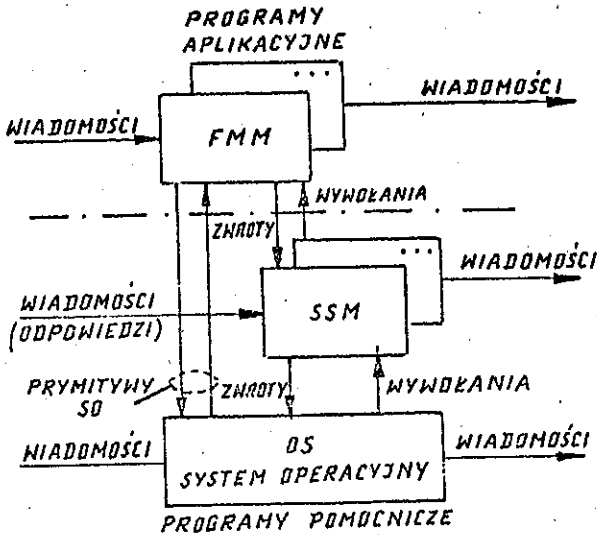 PROGRAMY
APLIKACYJNE
...
WIADOMOŚCI
WIADOMOŚCI
FMM
WYWOŁANIA
ZWROTY
...
WIADOMOŚCI
WIADOMOŚCI
(ODPOWIEDZI)
SSM
PRYMITYWY
SO
ZWROTY
WYWOŁANIA
WIADOMOŚCI
OS
SYSTEM OPERACYJNY
WIADOMOŚCI
PROGRAMY POMOCNICZE